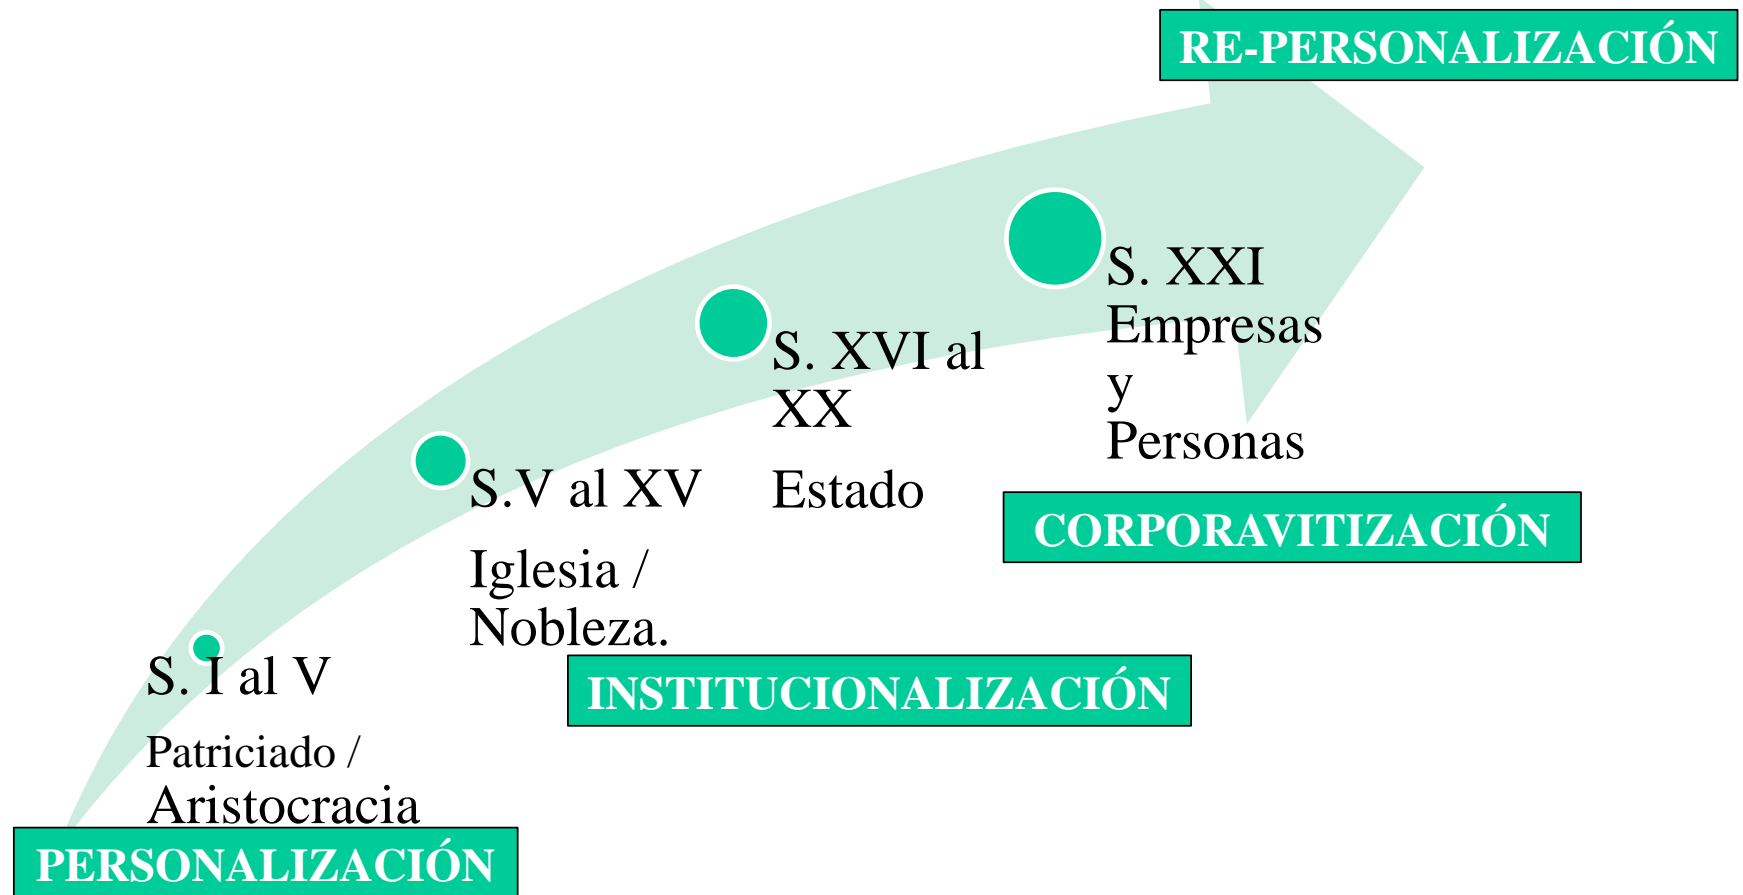 RE-PERSONALIZACIÓN
S. XXI
Empresas
y
Personas
S. XVI al
XX
Estado
CORPORAVITIZACIÓN
S.V al XV
Iglesia /
Nobleza.
INSTITUCIONALIZACIÓN
S. I al V
Patriciado /
Aristocracia
PERSONALIZACIÓN